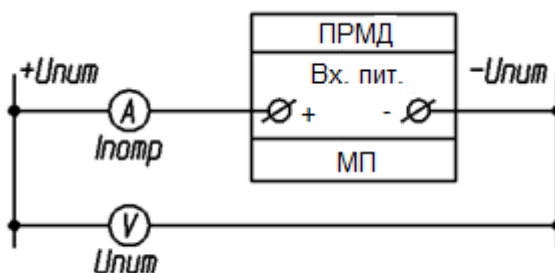 ПРМД
+Uпит
Вх. пит.
-Uпит
A
+ -
Iпотр
МП
V
Uпит